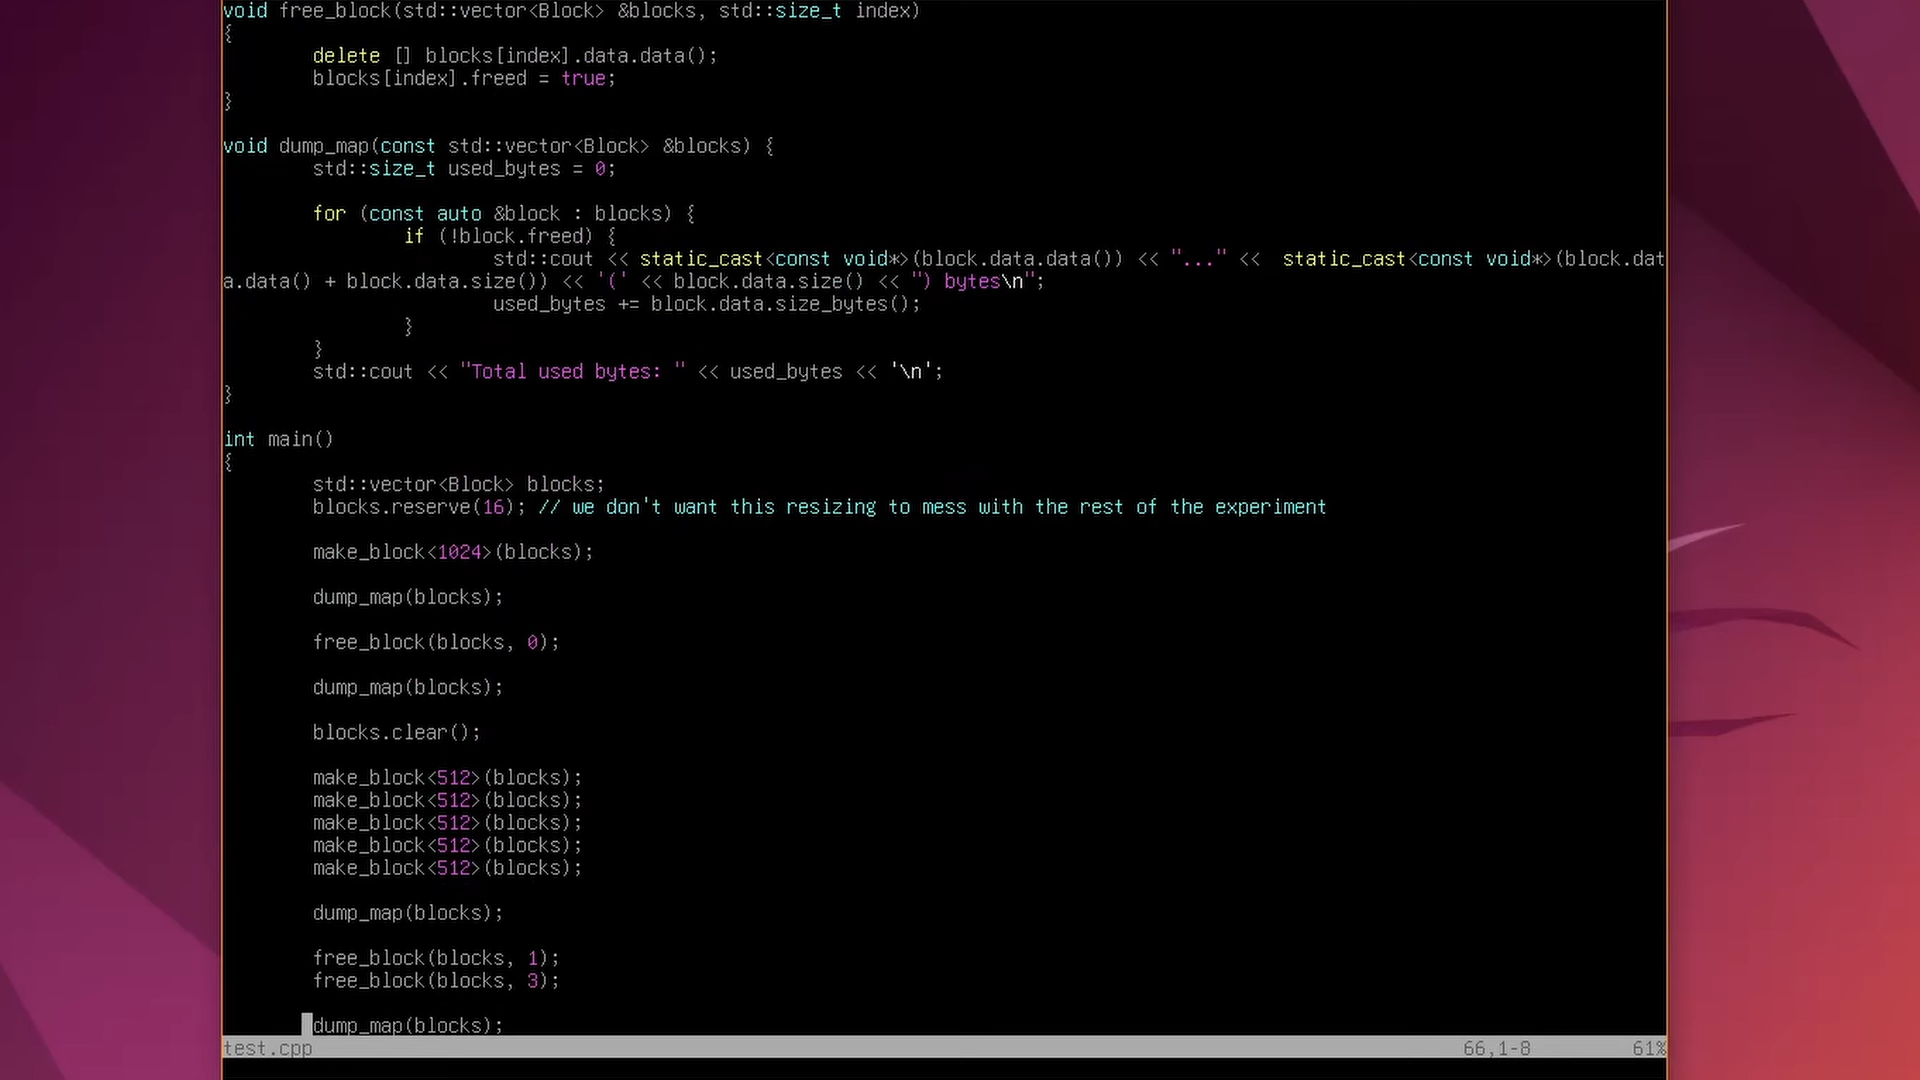 void free_block(std::vector<Block> &blocks, std::size_t index)
{
        delete [] blocks[index].data.data();
        blocks[index].freed = true;
}
void dump_map(const std::vector<Block> &blocks) {
        std::size_t used_bytes = 0;
        for (const auto &block : blocks) {
                if (!block.freed) {
                        std::cout << static_cast<const void*>(block.data.data()) << "..." <<  static_cast<const void*>(block.dat
a.data() + block.data.size()) << '(' << block.data.size() << ") bytes\n";
                        used_bytes += block.data.size_bytes();
                }
        }
        std::cout << "Total used bytes: " << used_bytes << '\n';
}
int main()
{
        std::vector<Block> blocks;
        blocks.reserve(16); // we don't want this resizing to mess with the rest of the experiment
        make_block<1024>(blocks);
        dump_map(blocks);
        free_block(blocks, 0);
        dump_map(blocks);
        blocks.clear();
        make_block<512>(blocks);
        make_block<512>(blocks);
        make_block<512>(blocks);
        make_block<512>(blocks);
        make_block<512>(blocks);
        dump_map(blocks);
        free_block(blocks, 1);
        free_block(blocks, 3);
        dump_map(blocks);
test.cpp 66,1-8 61%